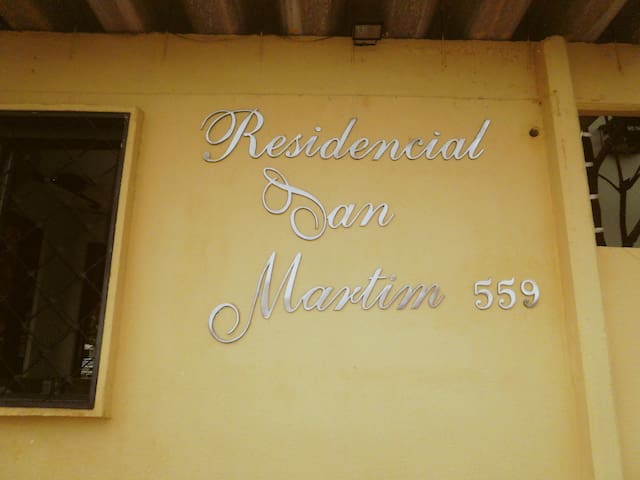 Residencial
San
Martim 559